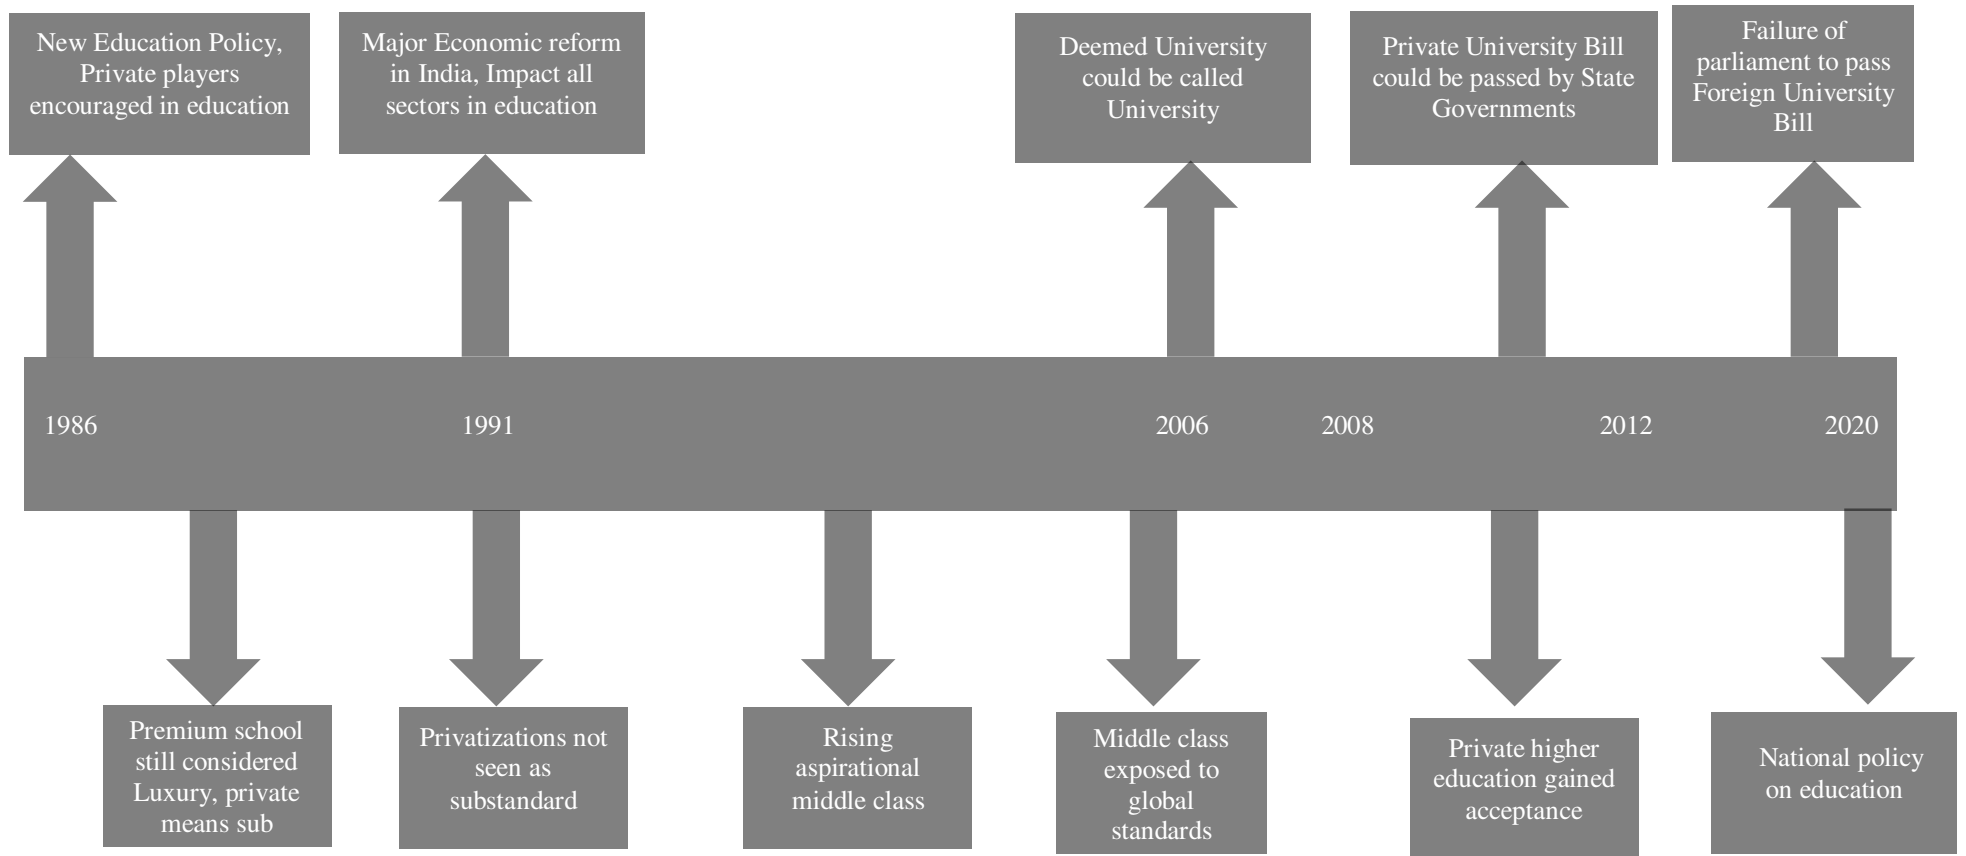 New Education Policy,
Private players
encouraged in education
Major Economic reform
in India, Impact all
sectors in education
Deemed University
could be called
University
Private University Bill
could be passed by State
Governments
Failure of
parliament to pass
Foreign University
Bill
1986
1991
2006
2008
2012
2020
Premium school
still considered
Luxury, private
means sub
Privatizations not
seen as
substandard
Rising
aspirational
middle class
Middle class
exposed to
global
standards
Private higher
education gained
acceptance
National policy
on education